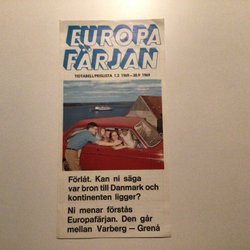 EUROPA
FÄRJAN
TIDTABELL/PRISLISTA 1.3 1969–30.9 1969
Förlåt. Kan ni säga
var bron till Danmark och
kontinenten ligger?
Ni menar förstås
Europafärjan. Den går
mellan Varberg – Grenå